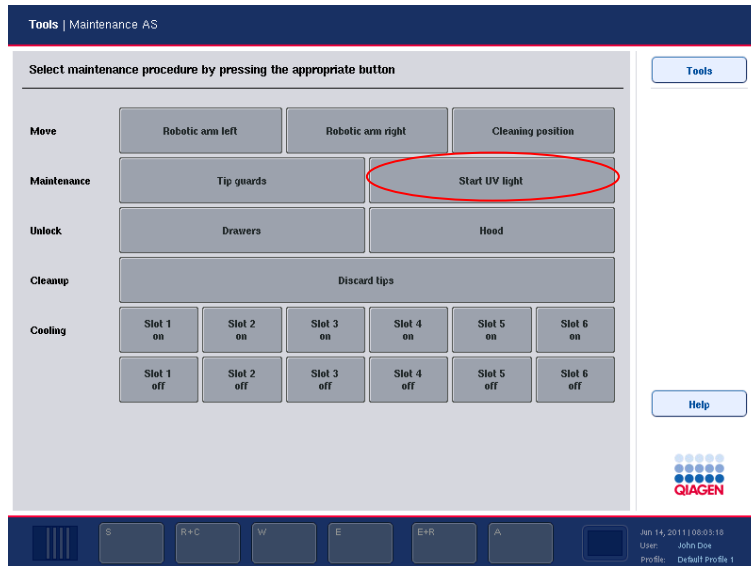 Tools | Maintenance AS
Select maintenance procedure by pressing the appropriate button
Tools
Move
Robotic arm left
Robotic arm right
Cleaning position
Maintenance
Tip guards
Start UV light
Unlock
Drawers
Hood
Cleanup
Discard tips
Cooling
Slot 1
on
Slot 2
on
Slot 3
on
Slot 4
on
Slot 5
on
Slot 6
on
Slot 1
off
Slot 2
off
Slot 3
off
Slot 4
off
Slot 5
off
Slot 6
off
Help
QIAGEN
S
R+C
W
E
E+R
A
Jun 14, 2011 | 08:03:18
User: John Doe
Profile: Default Profile 1